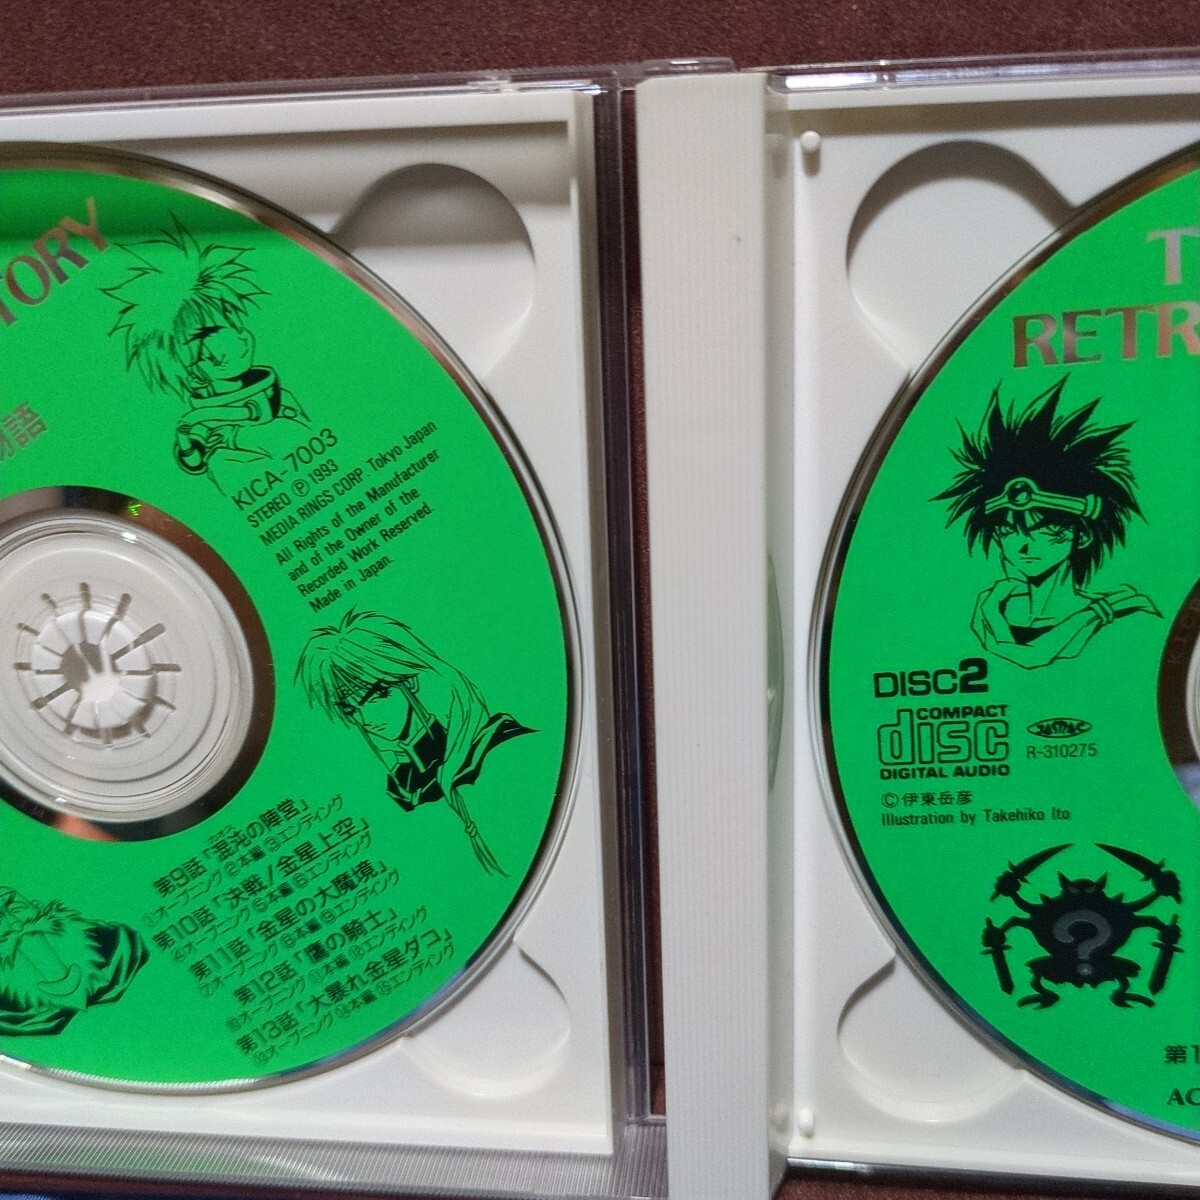 TORY
物語
KICA-7003
STEREO Ⓟ 1993
MEDIA RINGS CORP. Tokyo Japan
All Rights of the Manufacturer
and of the Owner of the
Recorded Work Reserved.
Made in Japan.
カオス
第9話「混沌の陣営」
①オープニング ②本編 ③エンディング
第10話「決戦!金星上空」
④オープニング ⑤本編 ⑥エンディング
第11話「金星の大魔境」
⑦オープニング ⑧本編 ⑨エンディング
第12話「鷹の騎士」
⑩オープニング ⑪本編 ⑫エンディング
第13話「大暴れ金星ダコ」
⑬オープニング ⑭本編 ⑮エンディング
T
RETR
DISC2
COMPACT
disc
DIGITAL AUDIO
JASRAC
R-310275
©伊東岳彦
Illustration by Takehiko Ito
?
第1
AC